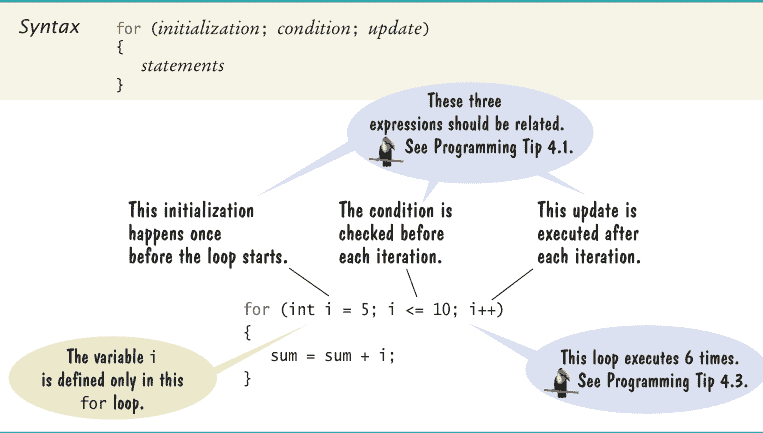 Syntax
for (initialization; condition; update)
{
statements
}
These three
expressions should be related.
See Programming Tip 4.1.
This initialization
happens once
before the loop starts.
The condition is
checked before
each iteration.
This update is
executed after
each iteration.
for (int i = 5; i <= 10; i++)
{
sum = sum + i;
}
The variable i
is defined only in this
for loop.
This loop executes 6 times.
See Programming Tip 4.3.